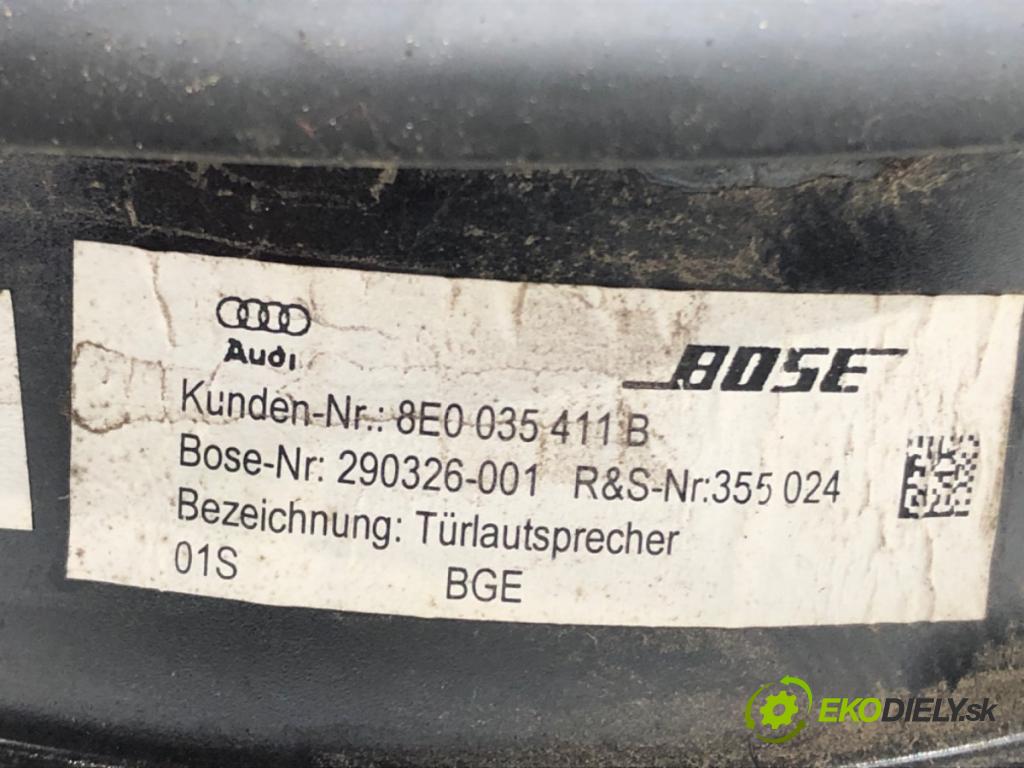 Audi
BOSE
Kunden-Nr.: 8E0 035 411 B
Bose-Nr: 290326-001 R&S-Nr:355 024
Bezeichnung: Türlautsprecher
01S BGE
EKODIELY.sk